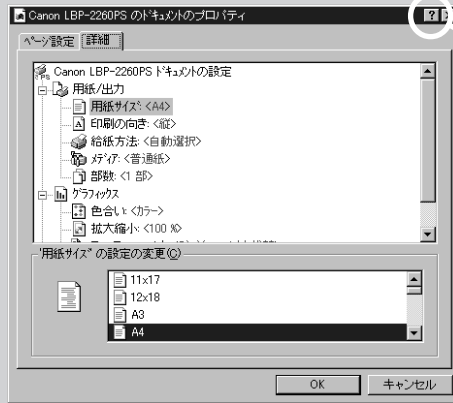 Canon LBP-2260PS のﾄﾞｷｭﾒﾝﾄのプロパティ
ページ設定 詳細
Canon LBP-2260PS ﾄﾞｷｭﾒﾝﾄの設定
用紙/出力
用紙ｻｲｽﾞ: <A4>
印刷の向き: <縦>
給紙方法: <自動選択>
ﾒﾃﾞｨｱ: <普通紙>
部数: <1 部>
ｸﾞﾗﾌｨｯｸｽ
色合い: <ｶﾗｰ>
拡大縮小: <100 %>
'用紙ｻｲｽﾞ' の設定の変更(C)
11x17
12x18
A3
A4
OK キャンセル